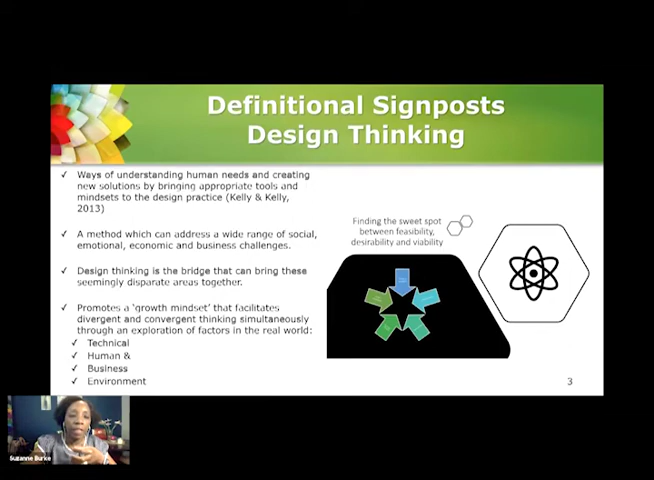 Definitional Signposts
Design Thinking
✓ Ways of understanding human needs and creating
new solutions by bringing appropriate tools and
mindsets to the design practice (Kelly & Kelly,
2013)
✓ A method which can address a wide range of social,
emotional, economic and business challenges.
✓ Design thinking is the bridge that can bring these
seemingly disparate areas together.
✓ Promotes a 'growth mindset' that facilitates
divergent and convergent thinking simultaneously
through an exploration of factors in the real world:
✓ Technical
✓ Human &
✓ Business
✓ Environment
Finding the sweet spot
between feasibility,
desirability and viability
3
Suzanne Burke